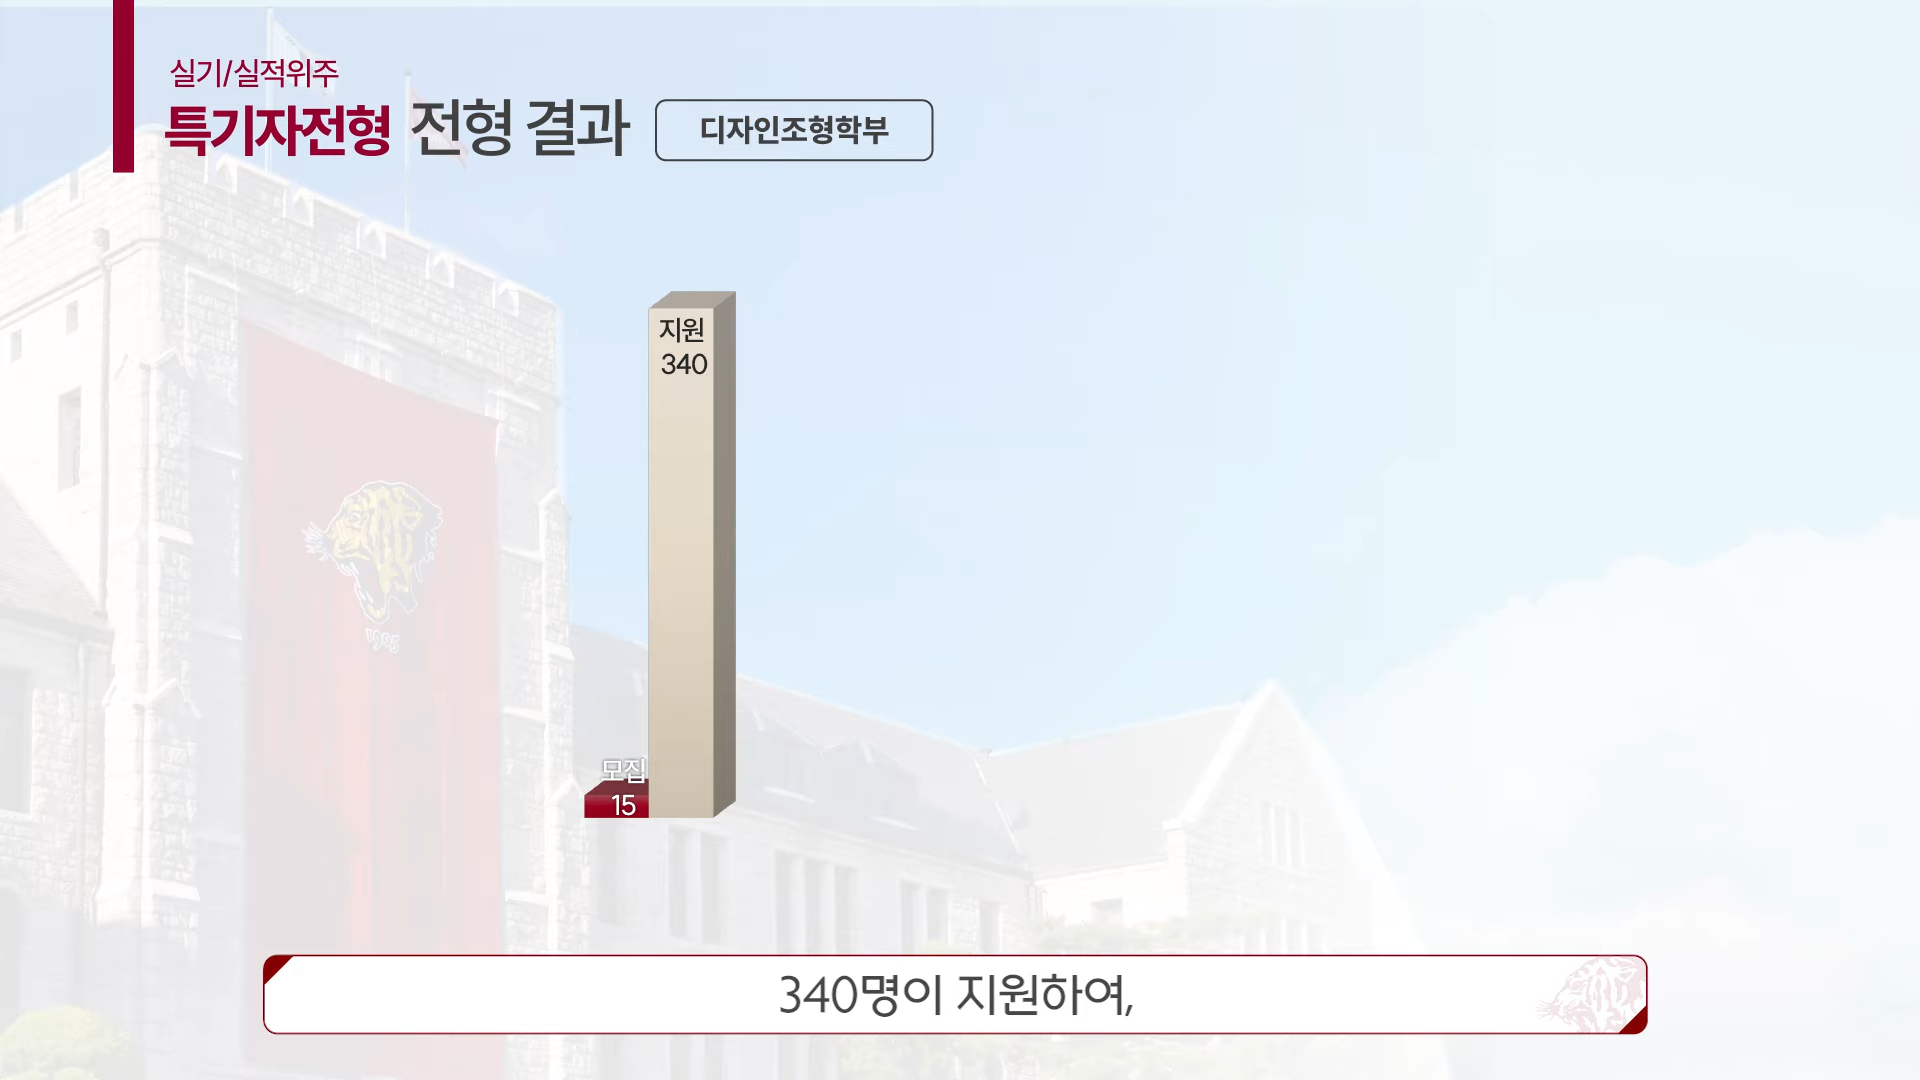 실기/실적위주
특기자전형 전형 결과
디자인조형학부
지원
340
모집
15
1905
340명이 지원하여,